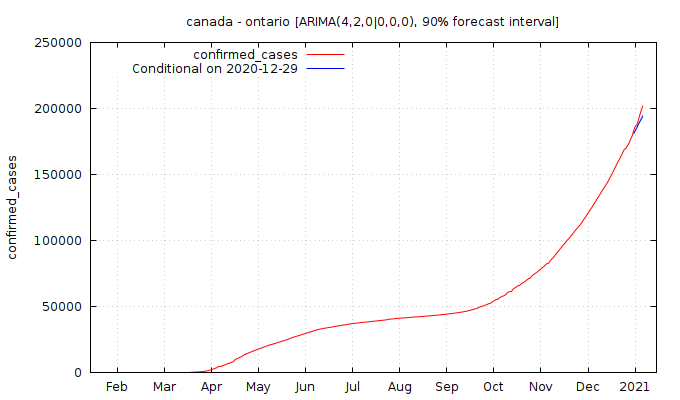 canada - ontario [ARIMA(4,2,0|0,0,0), 90% forecast interval]
confirmed_cases
Conditional on 2020-12-29
250000
200000
150000
100000
50000
0
confirmed_cases
Feb Mar Apr May Jun Jul Aug Sep Oct Nov Dec 2021